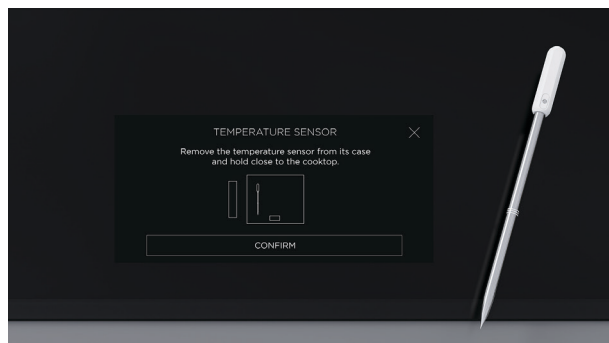 TEMPERATURE SENSOR
Remove the temperature sensor from its case
and hold close to the cooktop.
CONFIRM